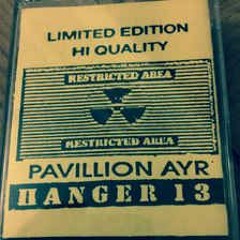 LIMITED EDITION
HI QUALITY
RESTRICTED AREA
RESTRICTED AREA
PAVILLION AYR
HANGER 13